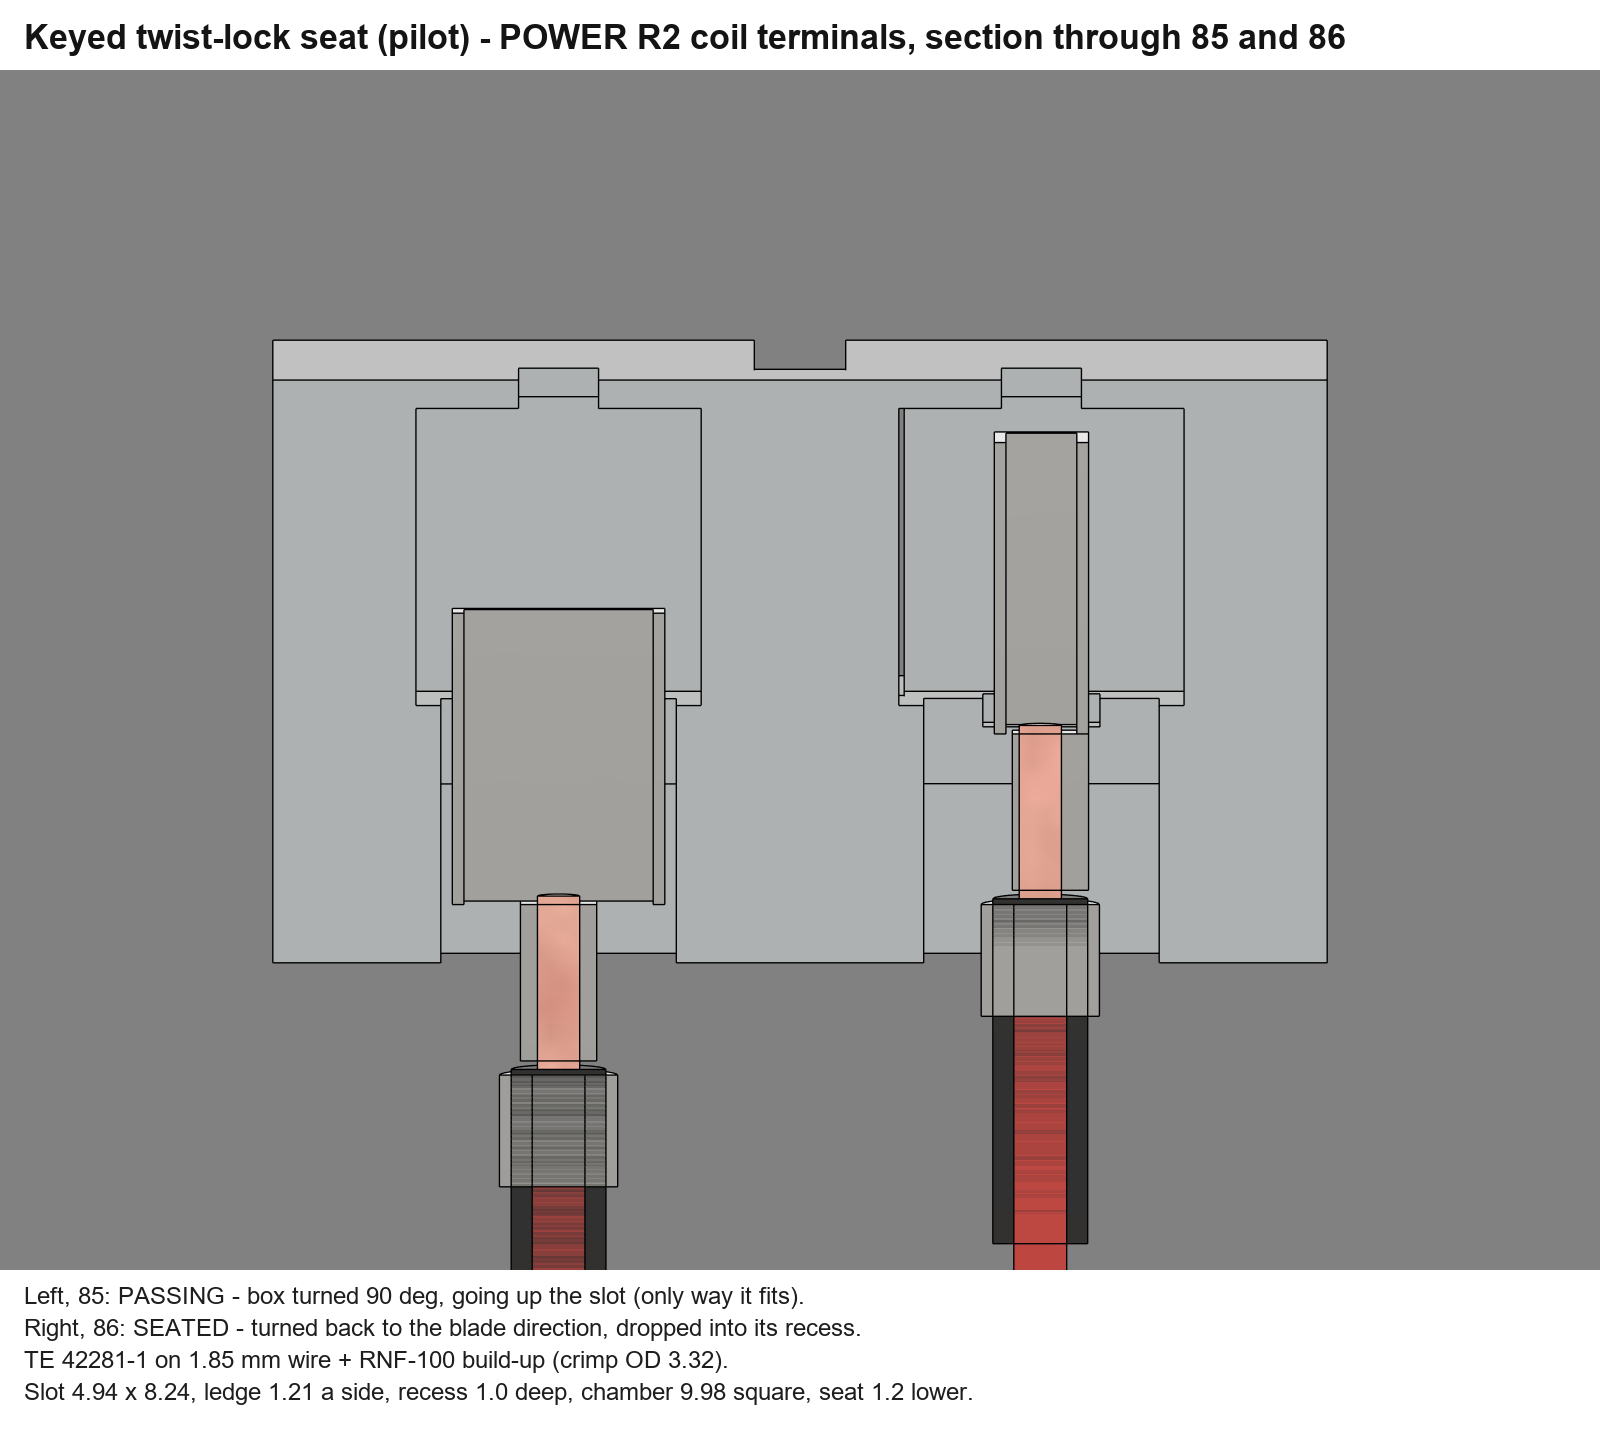 Keyed twist-lock seat (pilot) - POWER R2 coil terminals, section through 85 and 86
Left, 85: PASSING - box turned 90 deg, going up the slot (only way it fits).
Right, 86: SEATED - turned back to the blade direction, dropped into its recess.
TE 42281-1 on 1.85 mm wire + RNF-100 build-up (crimp OD 3.32).
Slot 4.94 x 8.24, ledge 1.21 a side, recess 1.0 deep, chamber 9.98 square, seat 1.2 lower.